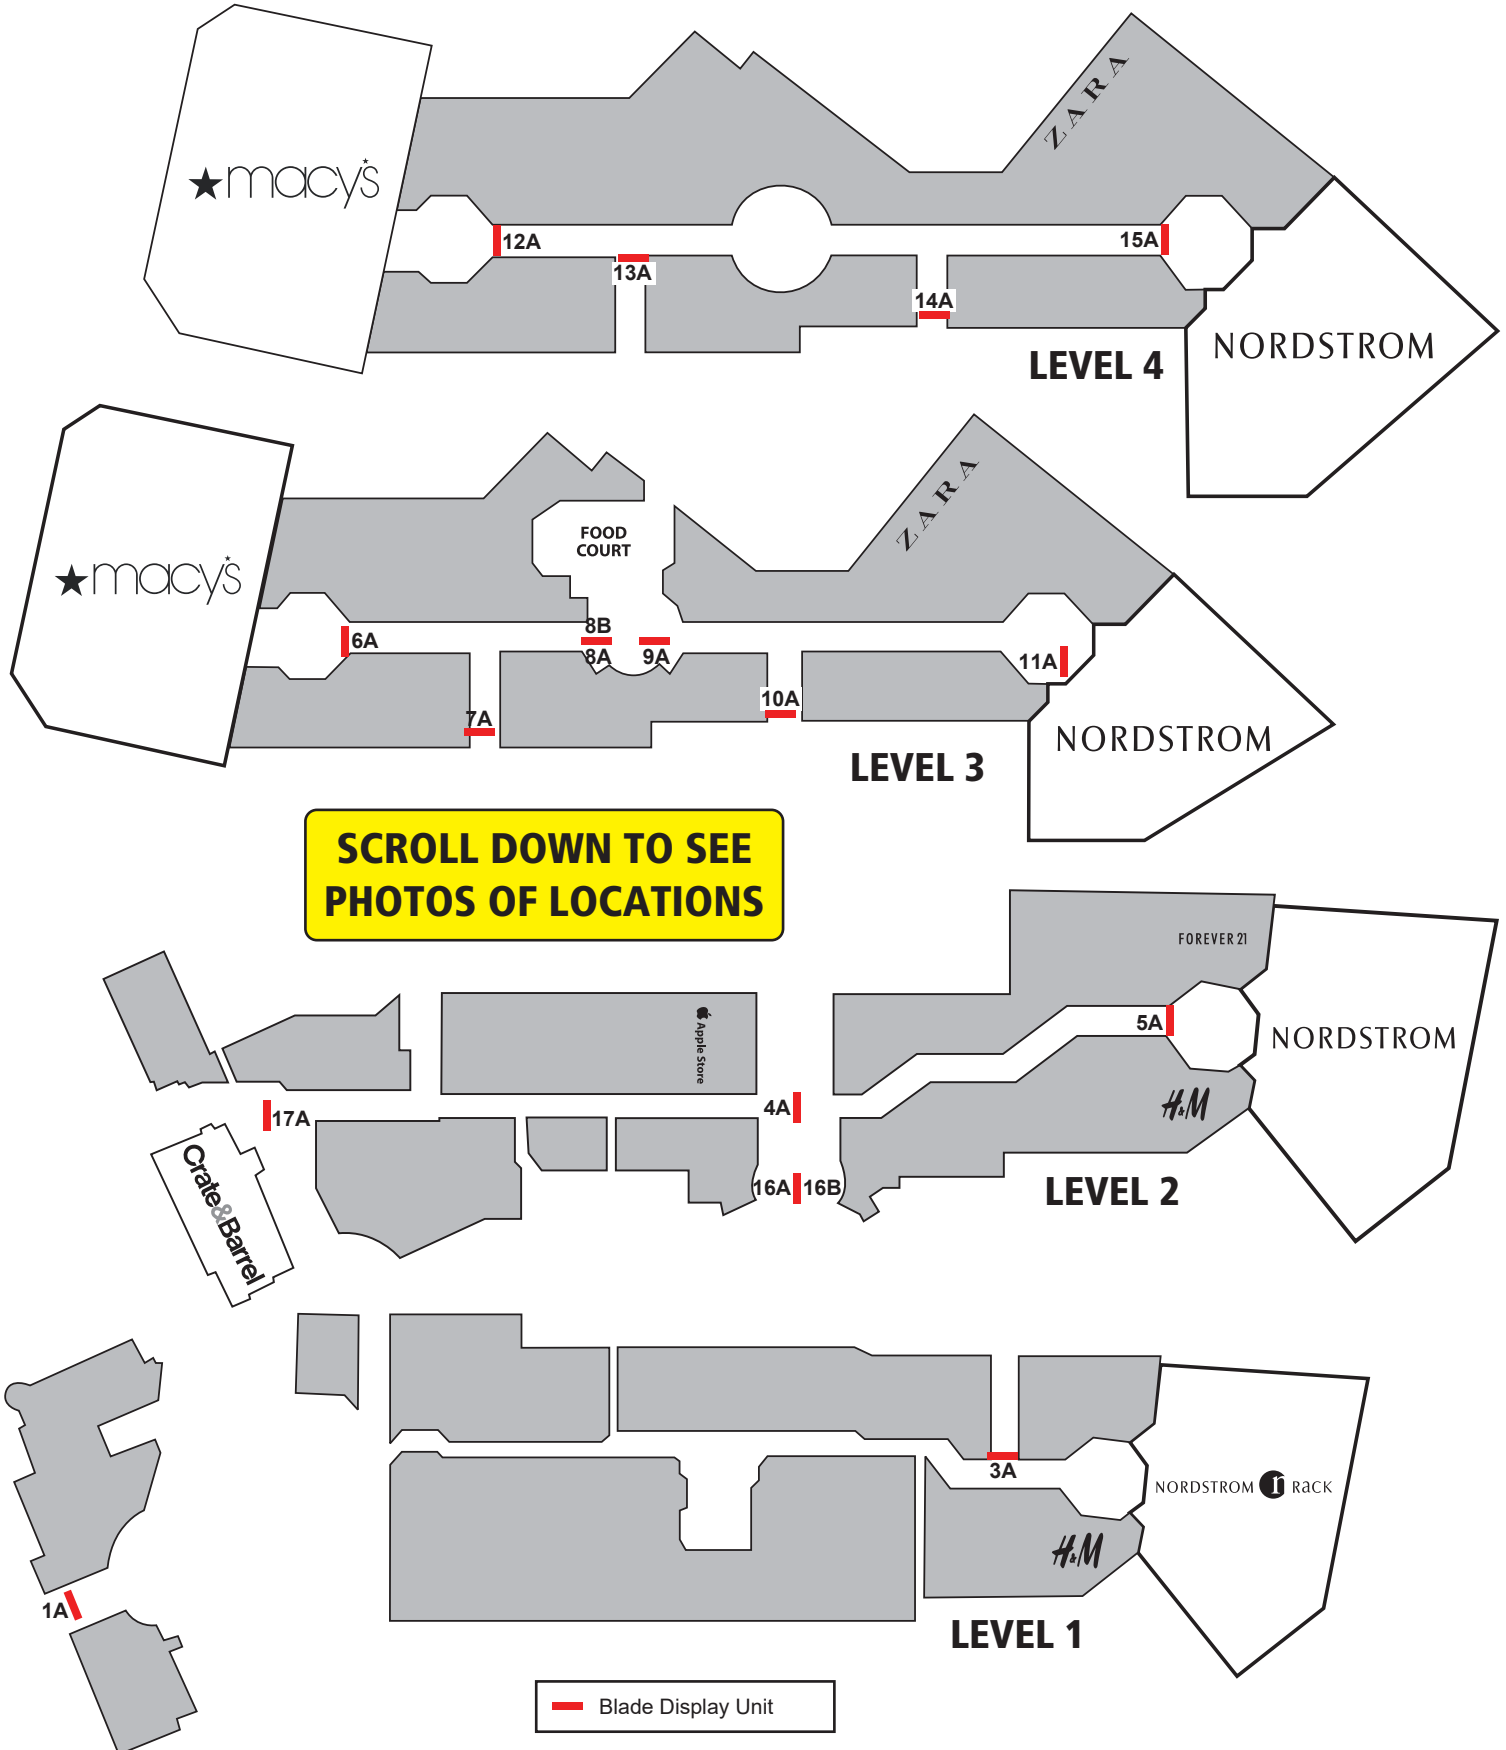 ZARA
★macy's
12A
15A
13A
14A
NORDSTROM
LEVEL 4
ZARA
FOOD
COURT
★macy's
8B
6A
8A
9A
11A
10A
7A
NORDSTROM
LEVEL 3
SCROLL DOWN TO SEE
PHOTOS OF LOCATIONS
FOREVER 21
5A
NORDSTROM
Apple Store
4A
17A
H&M
Crate&Barrel
16A
16B
LEVEL 2
3A
NORDSTROM r RACK
H&M
1A
LEVEL 1
Blade Display Unit